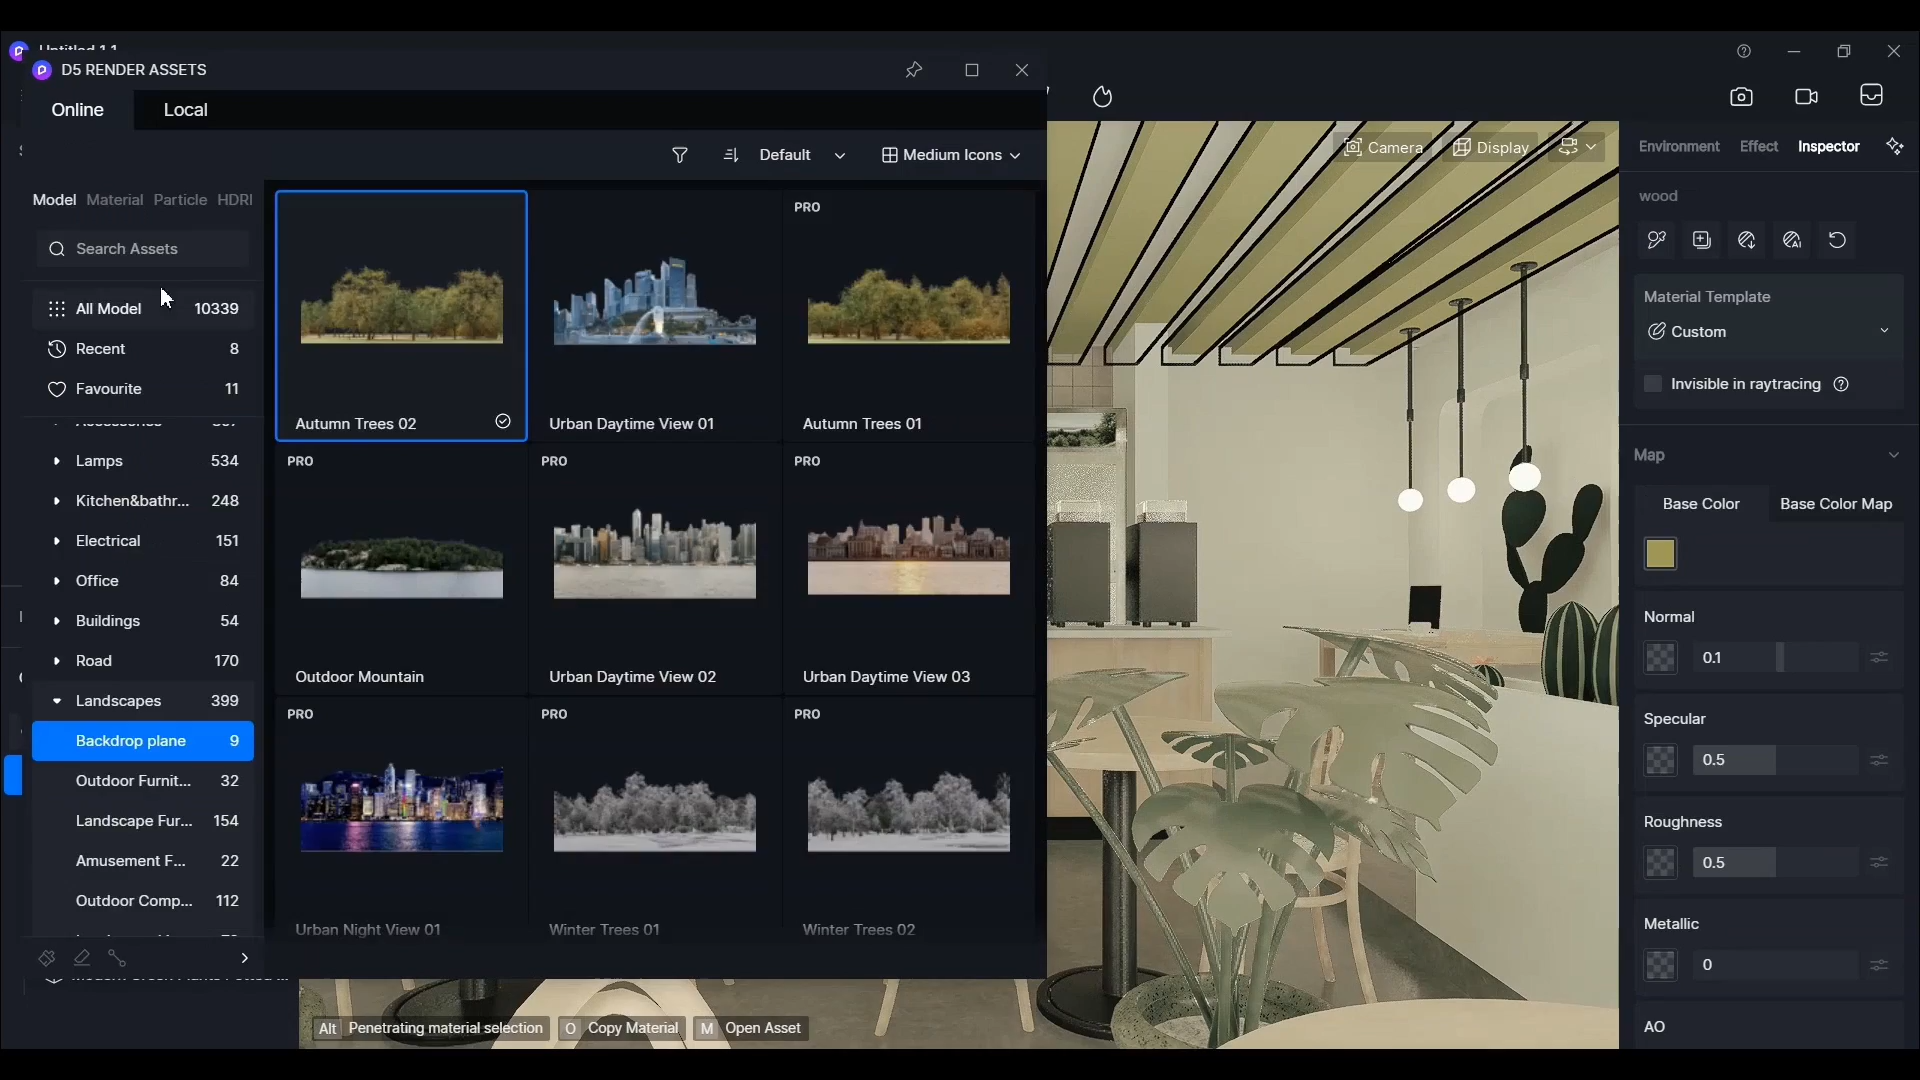 Untitled 1.1
D5 RENDER ASSETS
Online Local
Default Medium Icons
Model Material Particle HDRI
Search Assets
All Model 10339
Recent 8
Favourite 11
Lamps 534
Kitchen&bathr... 248
Electrical 151
Office 84
Buildings 54
Road 170
Landscapes 399
Backdrop plane 9
Outdoor Furnit... 32
Landscape Fur... 154
Amusement F... 22
Outdoor Comp... 112
Autumn Trees 02
Urban Daytime View 01
PRO
Autumn Trees 01
PRO
Outdoor Mountain
PRO
Urban Daytime View 02
PRO
Urban Daytime View 03
PRO
Urban Night View 01
PRO
Winter Trees 01
PRO
Winter Trees 02
Alt Penetrating material selection O Copy Material M Open Asset
Camera Display
Environment Effect Inspector
wood
Material Template
Custom
Invisible in raytracing
Map
Base Color Base Color Map
Normal
0.1
Specular
0.5
Roughness
0.5
Metallic
0
AO